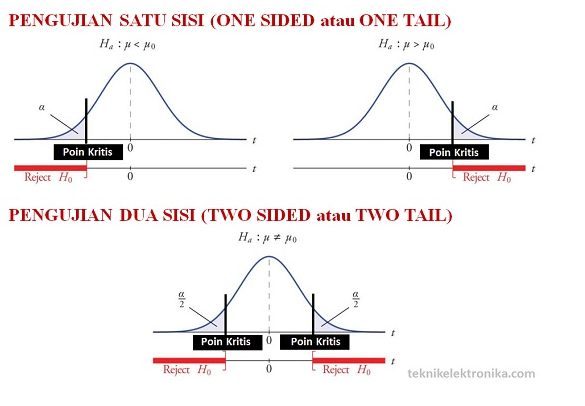 PENGUJIAN SATU SISI (ONE SIDED atau ONE TAIL)
Hₐ : μ < μ₀
Hₐ : μ > μ₀
α
α
0
t
0
t
Poin Kritis
Poin Kritis
Reject H₀
0
t
0
Reject H₀
t
PENGUJIAN DUA SISI (TWO SIDED atau TWO TAIL)
Hₐ : μ ≠ μ₀
α/2
α/2
Poin Kritis
0
Poin Kritis
t
Reject H₀
0
Reject H₀
t
teknikelektronika.com